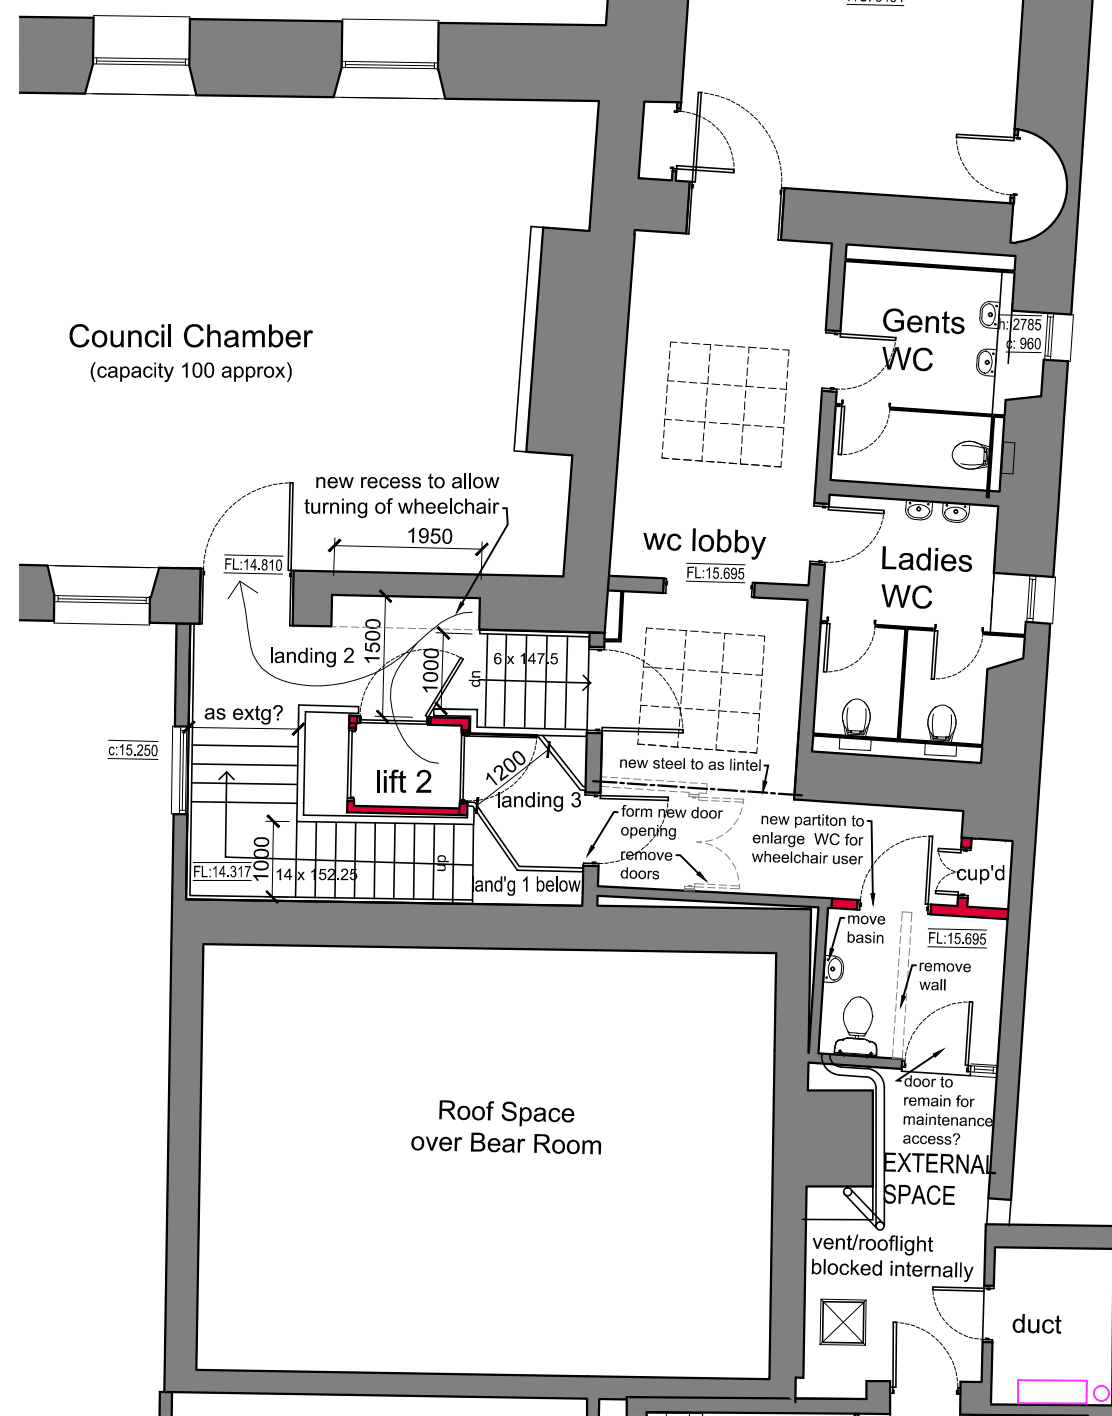 Council Chamber
(capacity 100 approx)
Gents
WC
h: 2785
c: 960
new recess to allow
turning of wheelchair
1950
FL:14.810
wc lobby
FL:15.695
Ladies
WC
landing 2
1500
1000
dn
6 x 147.5
as extg?
c:15.250
lift 2
1200
landing 3
new steel to as lintel
form new door
opening
remove
doors
new partiton to
enlarge WC for
wheelchair user
FL:14.317
1000
14 x 152.25
up
land'g 1 below
cup'd
move
basin
FL:15.695
remove
wall
door to
remain for
maintenance
access?
Roof Space
over Bear Room
EXTERNAL
SPACE
vent/rooflight
blocked internally
duct